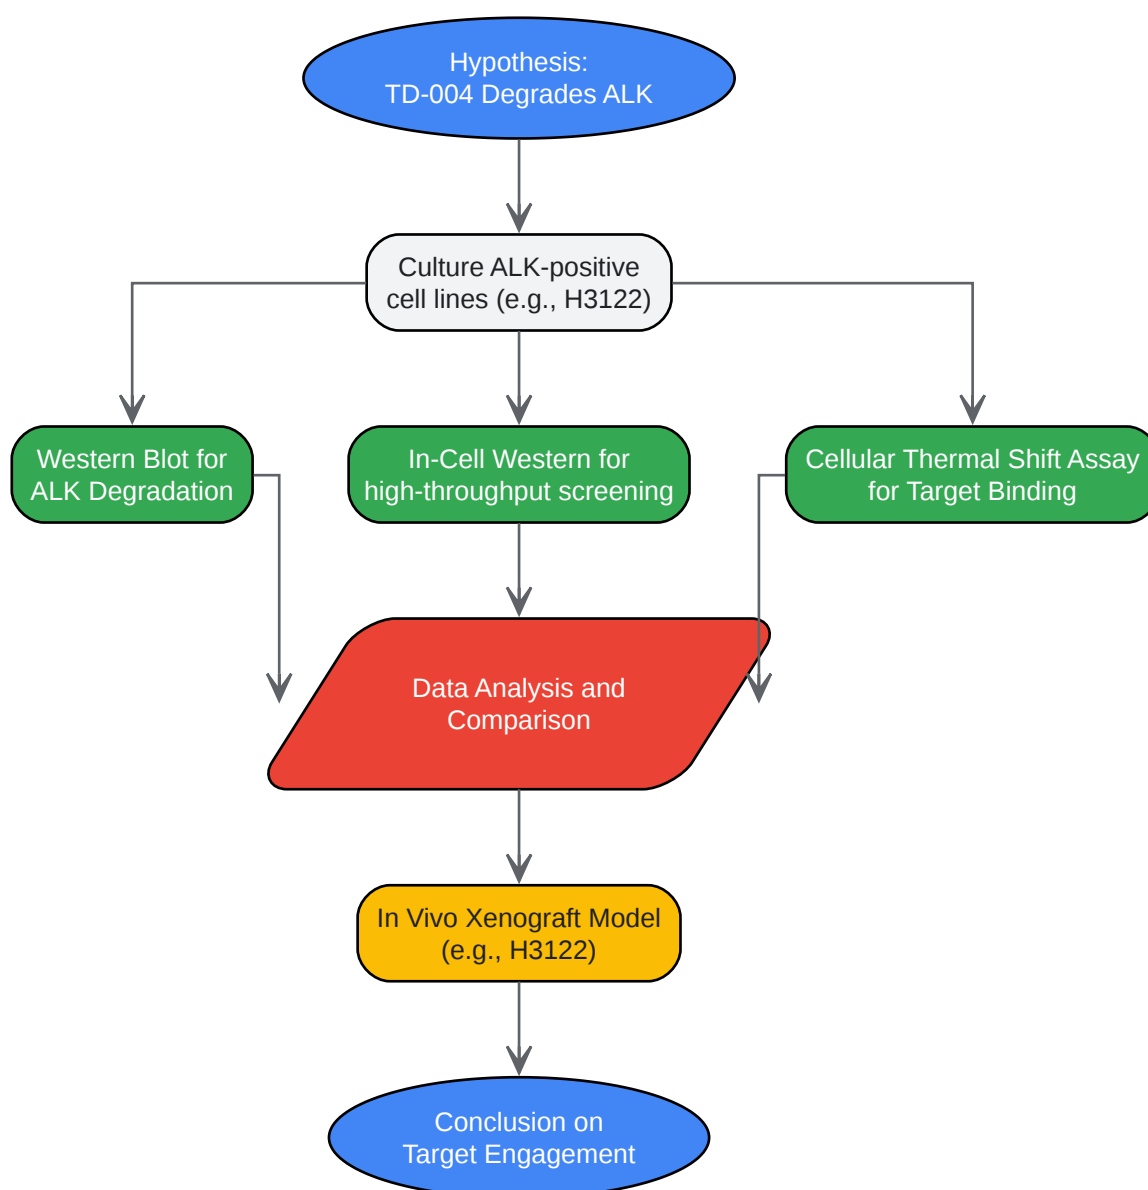 Hypothesis:
TD-004 Degrades ALK
Culture ALK-positive
cell lines (e.g., H3122)
Western Blot for
ALK Degradation
In-Cell Western for
high-throughput screening
Cellular Thermal Shift Assay
for Target Binding
Data Analysis and
Comparison
In Vivo Xenograft Model
(e.g., H3122)
Conclusion on
Target Engagement